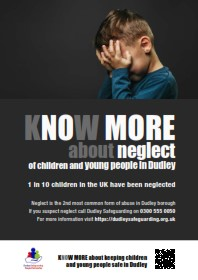 KNOW MORE
about neglect
of children and young people in Dudley
1 in 10 children in the UK have been neglected
Neglect is the 2nd most common form of abuse in Dudley borough
If you suspect neglect call Dudley Safeguarding on 0300 555 0050
For more information visit https://dudleysafeguarding.org.uk
KNOW MORE about keeping children
and young people safe in Dudley